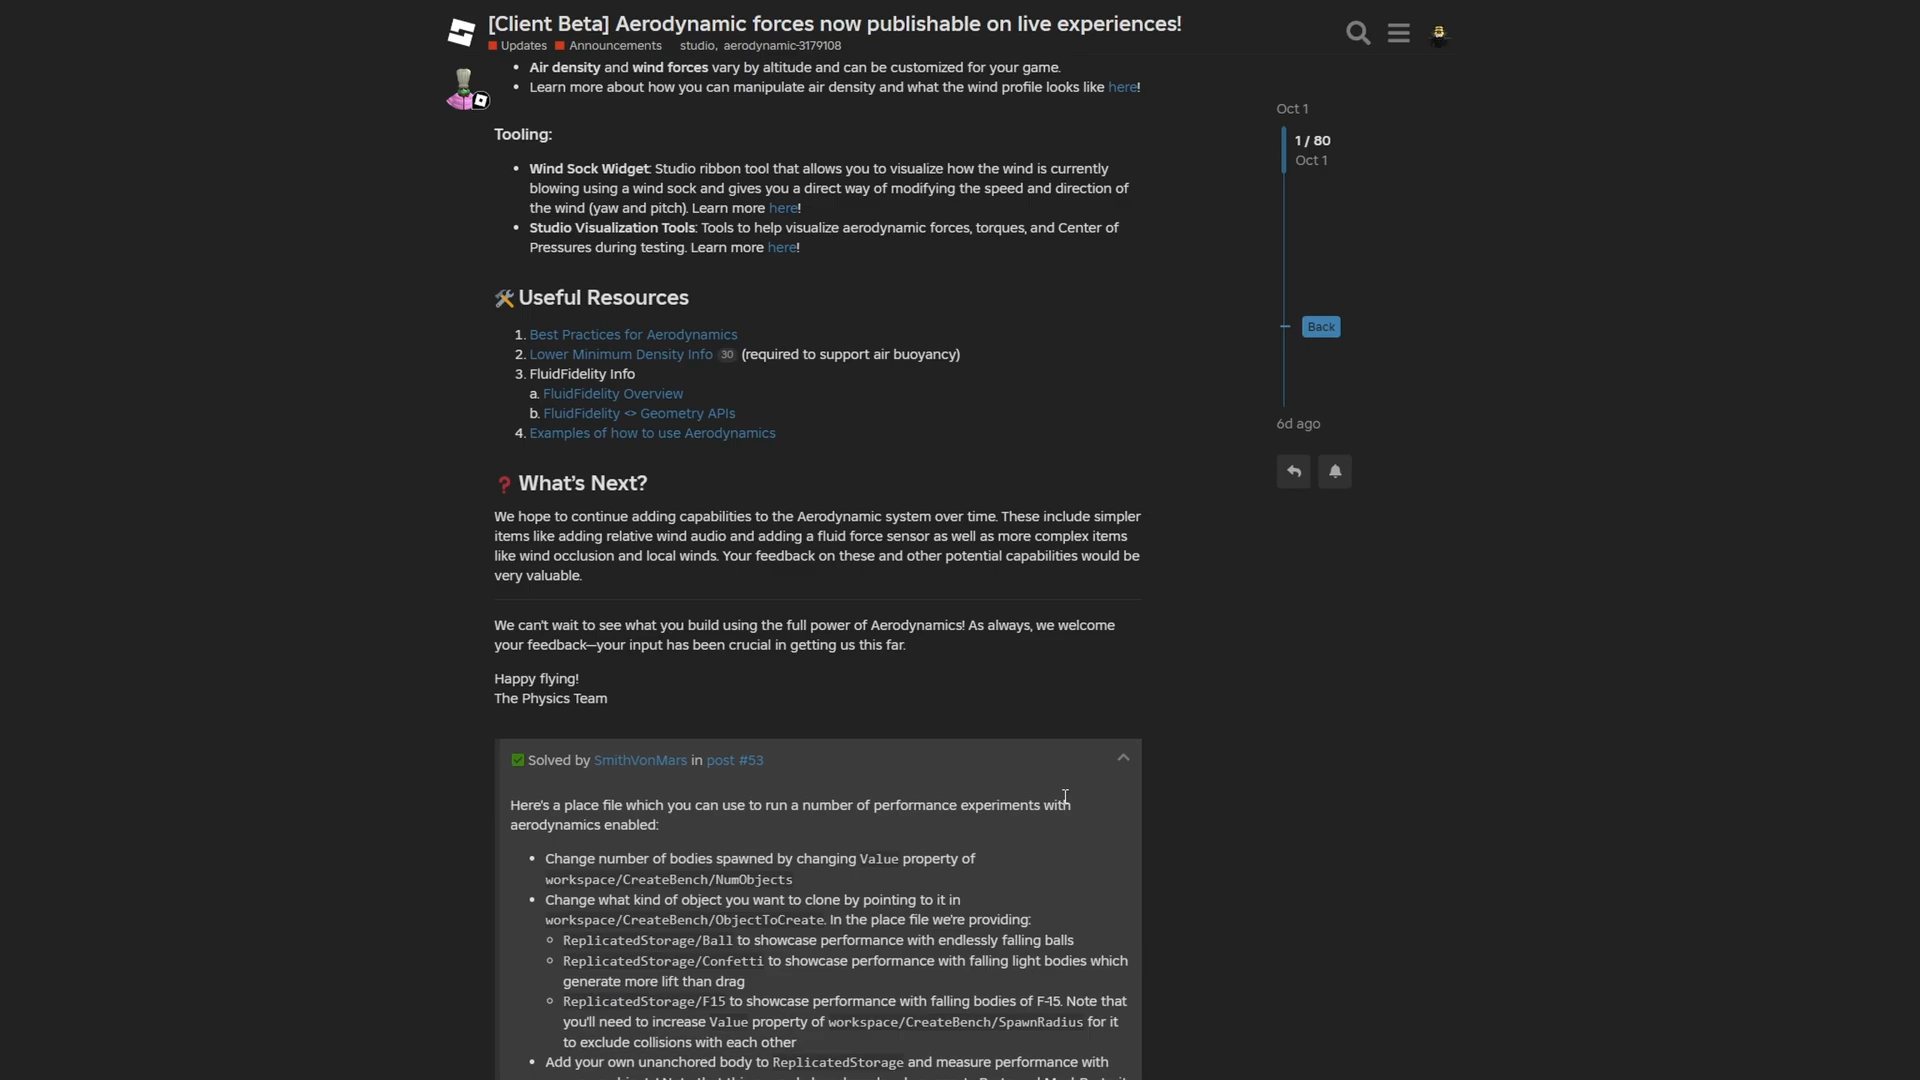 [Client Beta] Aerodynamic forces now publishable on live experiences!
Updates Announcements studio, aerodynamic-3179108
• Air density and wind forces vary by altitude and can be customized for your game.
• Learn more about how you can manipulate air density and what the wind profile looks like here!
Oct 1
1 / 80
Oct 1
Back
6d ago
Tooling:
• Wind Sock Widget: Studio ribbon tool that allows you to visualize how the wind is currently
blowing using a wind sock and gives you a direct way of modifying the speed and direction of
the wind (yaw and pitch). Learn more here!
• Studio Visualization Tools: Tools to help visualize aerodynamic forces, torques, and Center of
Pressures during testing. Learn more here!
🛠️ Useful Resources
1. Best Practices for Aerodynamics
2. Lower Minimum Density Info 30 (required to support air buoyancy)
3. FluidFidelity Info
a. FluidFidelity Overview
b. FluidFidelity <> Geometry APIs
4. Examples of how to use Aerodynamics
❓ What's Next?
We hope to continue adding capabilities to the Aerodynamic system over time. These include simpler
items like adding relative wind audio and adding a fluid force sensor as well as more complex items
like wind occlusion and local winds. Your feedback on these and other potential capabilities would be
very valuable.
We can't wait to see what you build using the full power of Aerodynamics! As always, we welcome
your feedback—your input has been crucial in getting us this far.
Happy flying!
The Physics Team
✅ Solved by SmithVonMars in post #53
Here's a place file which you can use to run a number of performance experiments with
aerodynamics enabled:
• Change number of bodies spawned by changing Value property of
workspace/CreateBench/NumObjects
• Change what kind of object you want to clone by pointing to it in
workspace/CreateBench/ObjectToCreate. In the place file we're providing:
◦ ReplicatedStorage/Ball to showcase performance with endlessly falling balls
◦ ReplicatedStorage/Confetti to showcase performance with falling light bodies which
generate more lift than drag
◦ ReplicatedStorage/F15 to showcase performance with falling bodies of F-15. Note that
you'll need to increase Value property of workspace/CreateBench/SpawnRadius for it
to exclude collisions with each other
• Add your own unanchored body to ReplicatedStorage and measure performance with